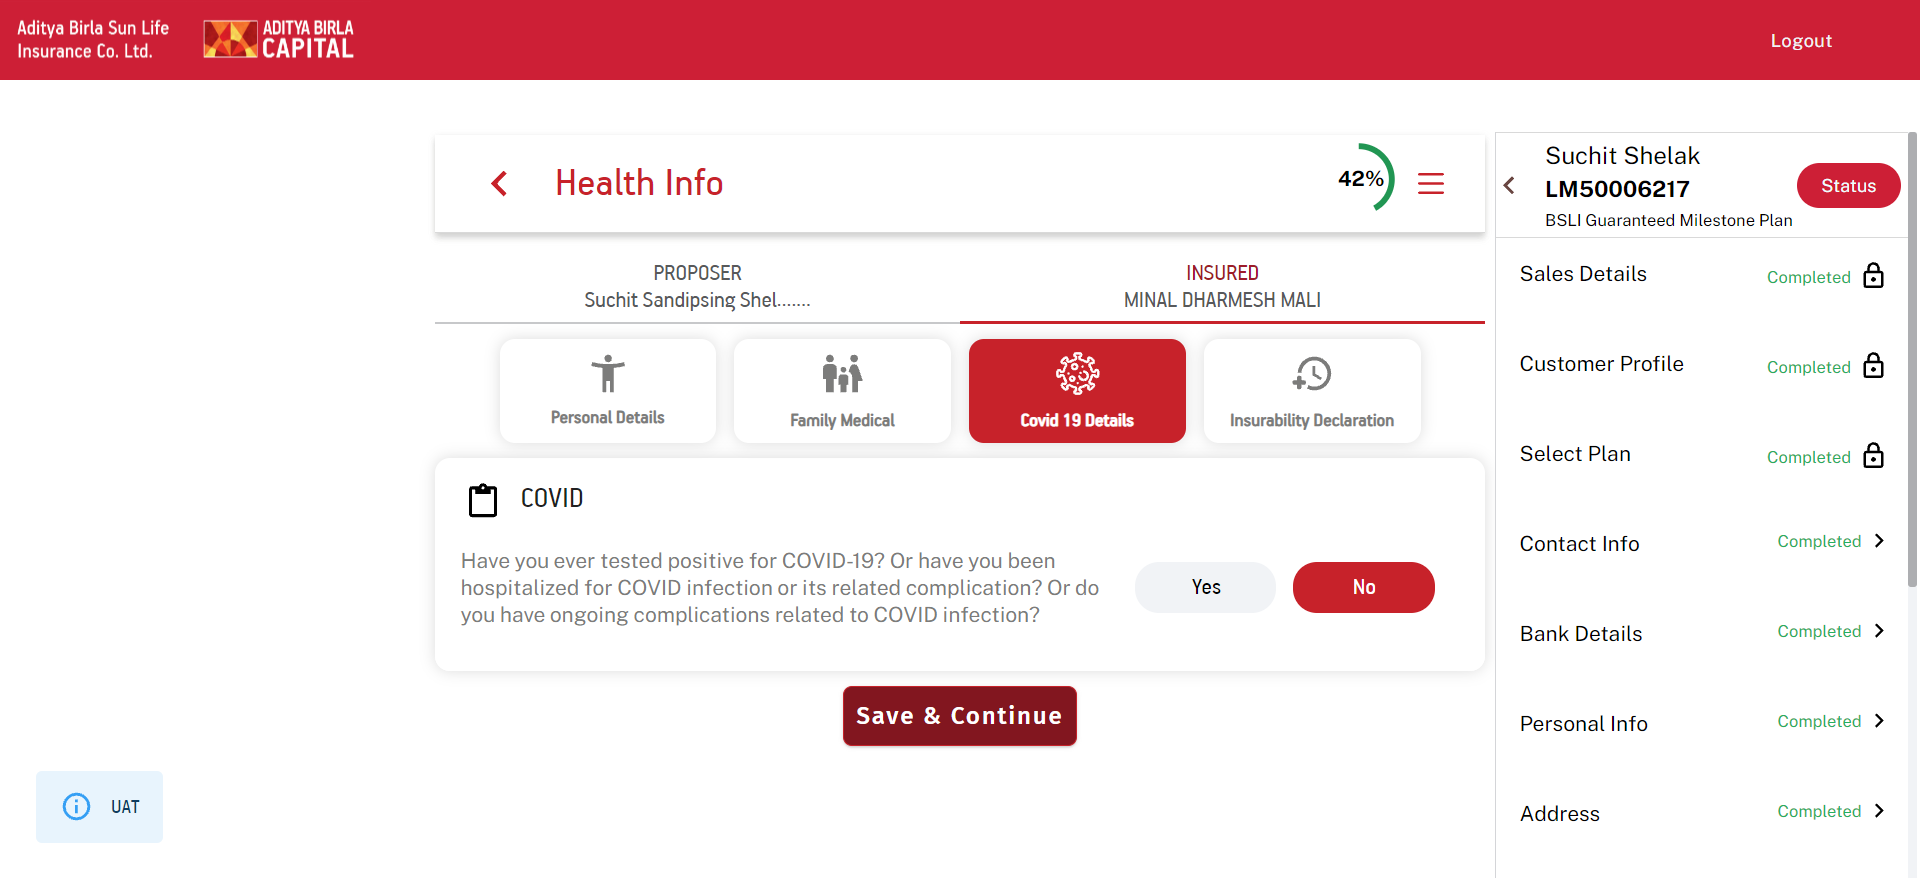 Aditya Birla Sun Life
Insurance Co. Ltd.
ADITYA BIRLA
CAPITAL
Logout
Health Info
42%
PROPOSER
Suchit Sandipsing Shel.......
INSURED
MINAL DHARMESH MALI
Personal Details
Family Medical
Covid 19 Details
Insurability Declaration
COVID
Have you ever tested positive for COVID-19? Or have you been
hospitalized for COVID infection or its related complication? Or do
you have ongoing complications related to COVID infection?
Yes
No
Save & Continue
UAT
Suchit Shelak
LM50006217
BSLI Guaranteed Milestone Plan
Status
Sales Details
Completed
Customer Profile
Completed
Select Plan
Completed
Contact Info
Completed
Bank Details
Completed
Personal Info
Completed
Address
Completed